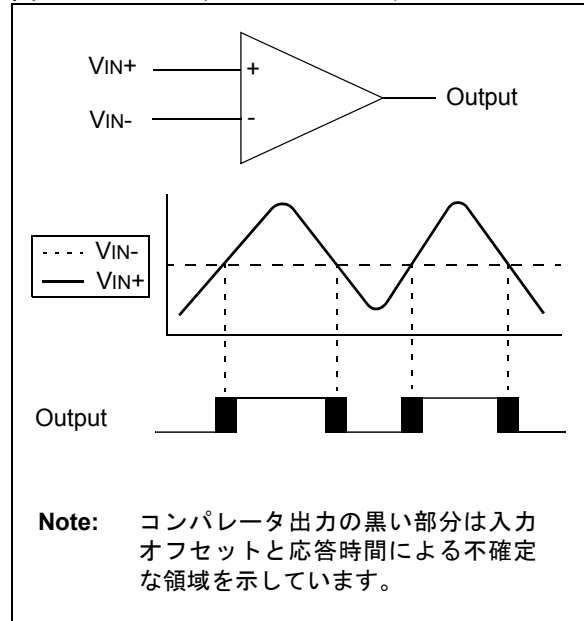 VIN+
+
Output
VIN-
-
VIN-
VIN+
Output
Note: コンパレータ出力の黒い部分は入力
オフセットと応答時間による不確定
な領域を示しています。